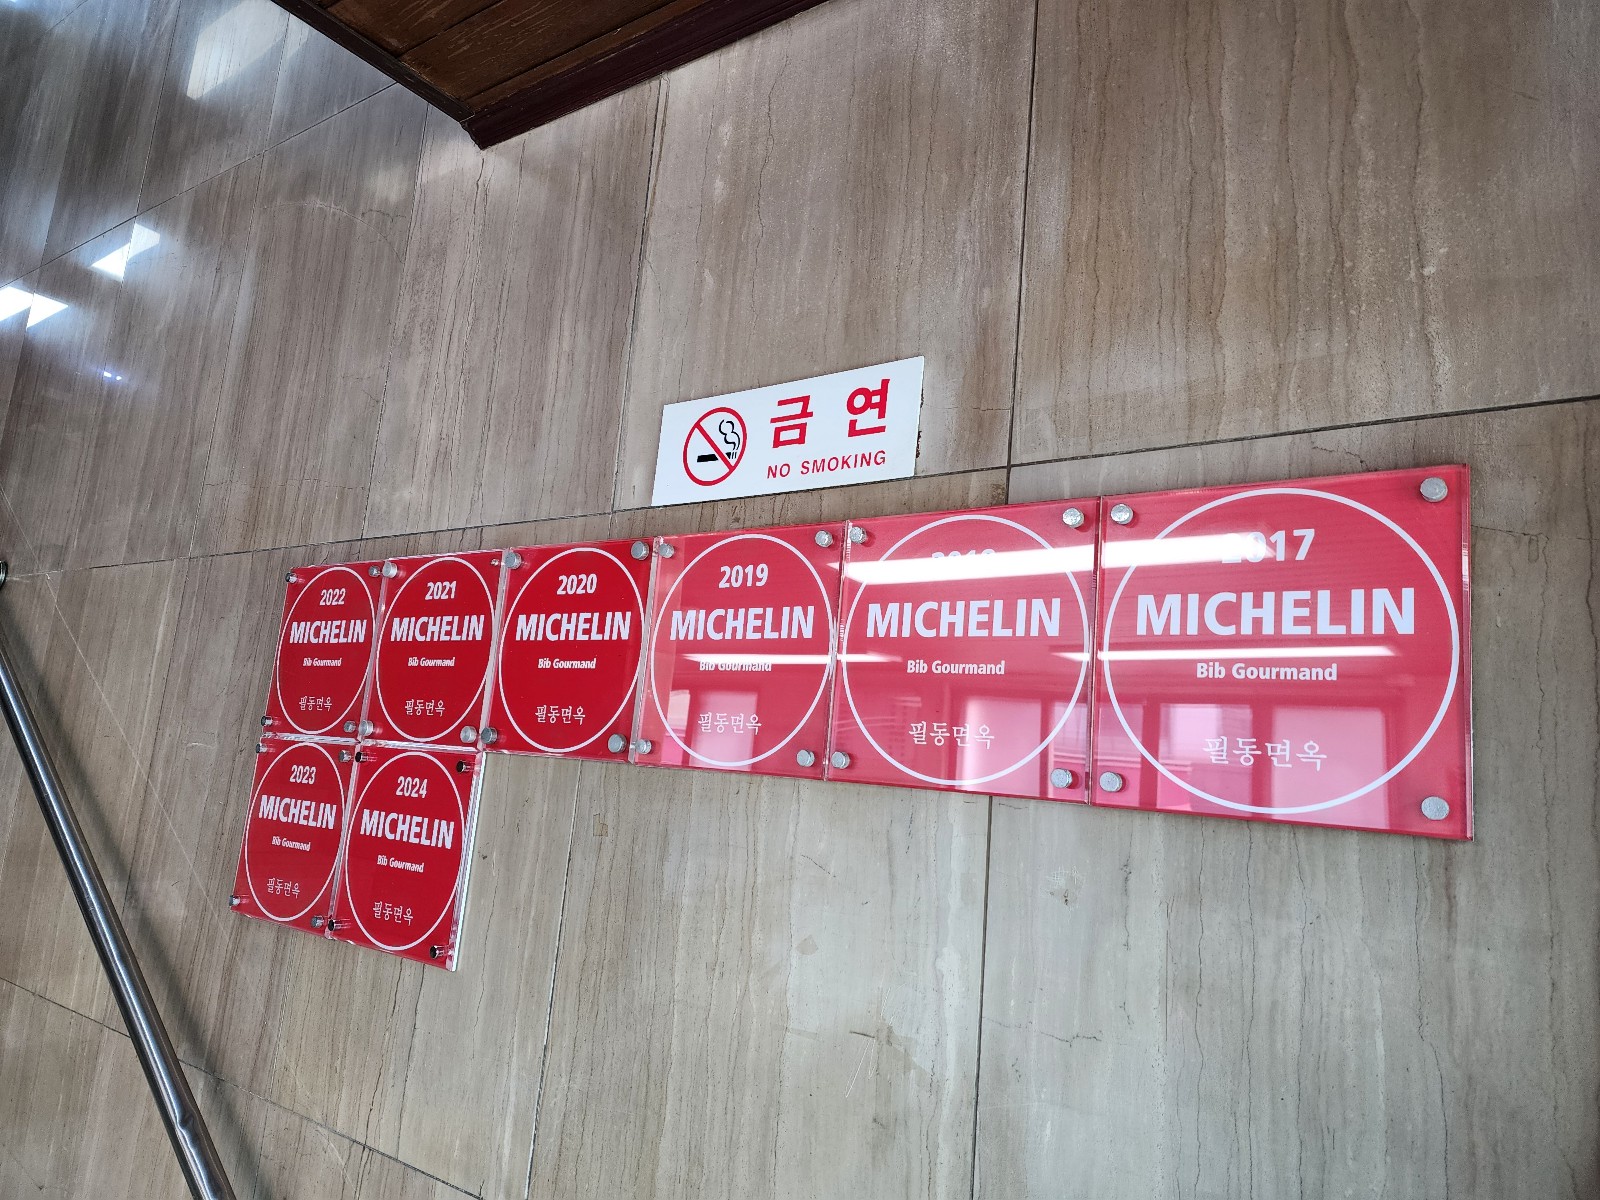 금 연
NO SMOKING
2022
MICHELIN
Bib Gourmand
필동면옥
2021
MICHELIN
Bib Gourmand
필동면옥
2020
MICHELIN
Bib Gourmand
필동면옥
2019
MICHELIN
Bib Gourmand
필동면옥
2018
MICHELIN
Bib Gourmand
필동면옥
2017
MICHELIN
Bib Gourmand
필동면옥
2023
MICHELIN
Bib Gourmand
필동면옥
2024
MICHELIN
Bib Gourmand
필동면옥